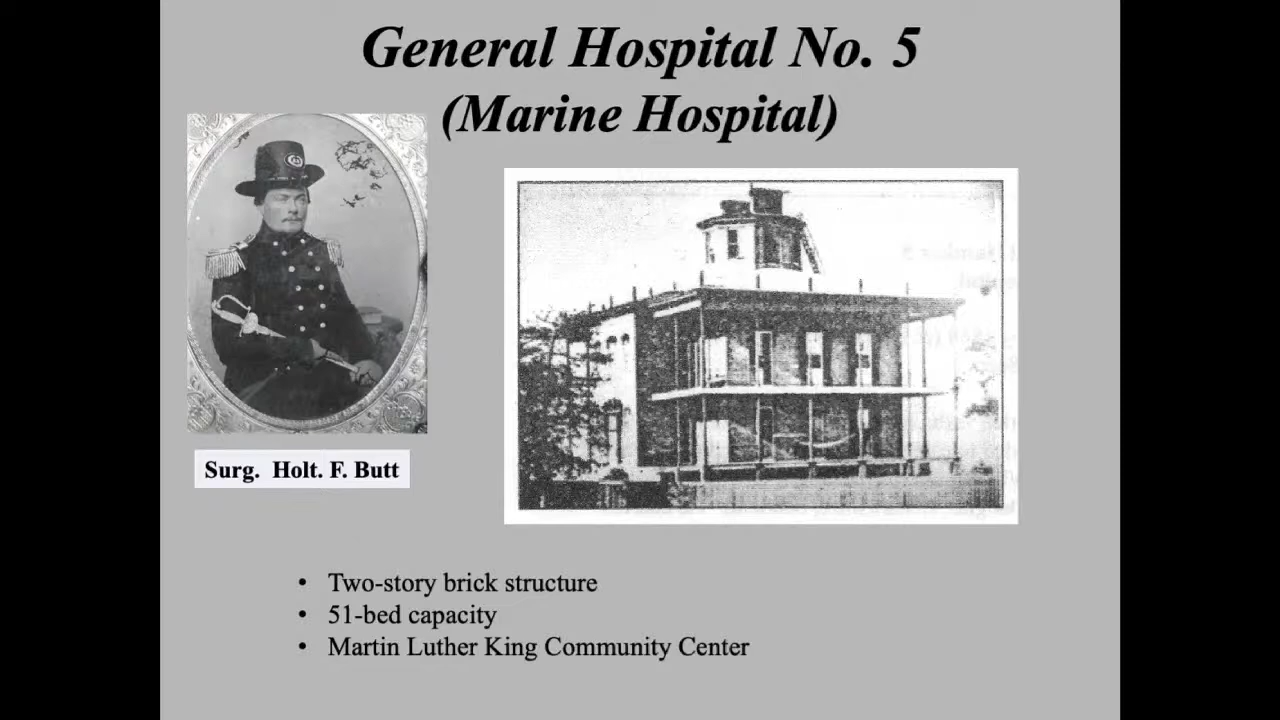 General Hospital No. 5
(Marine Hospital)
Surg. Holt. F. Butt
• Two-story brick structure
• 51-bed capacity
• Martin Luther King Community Center